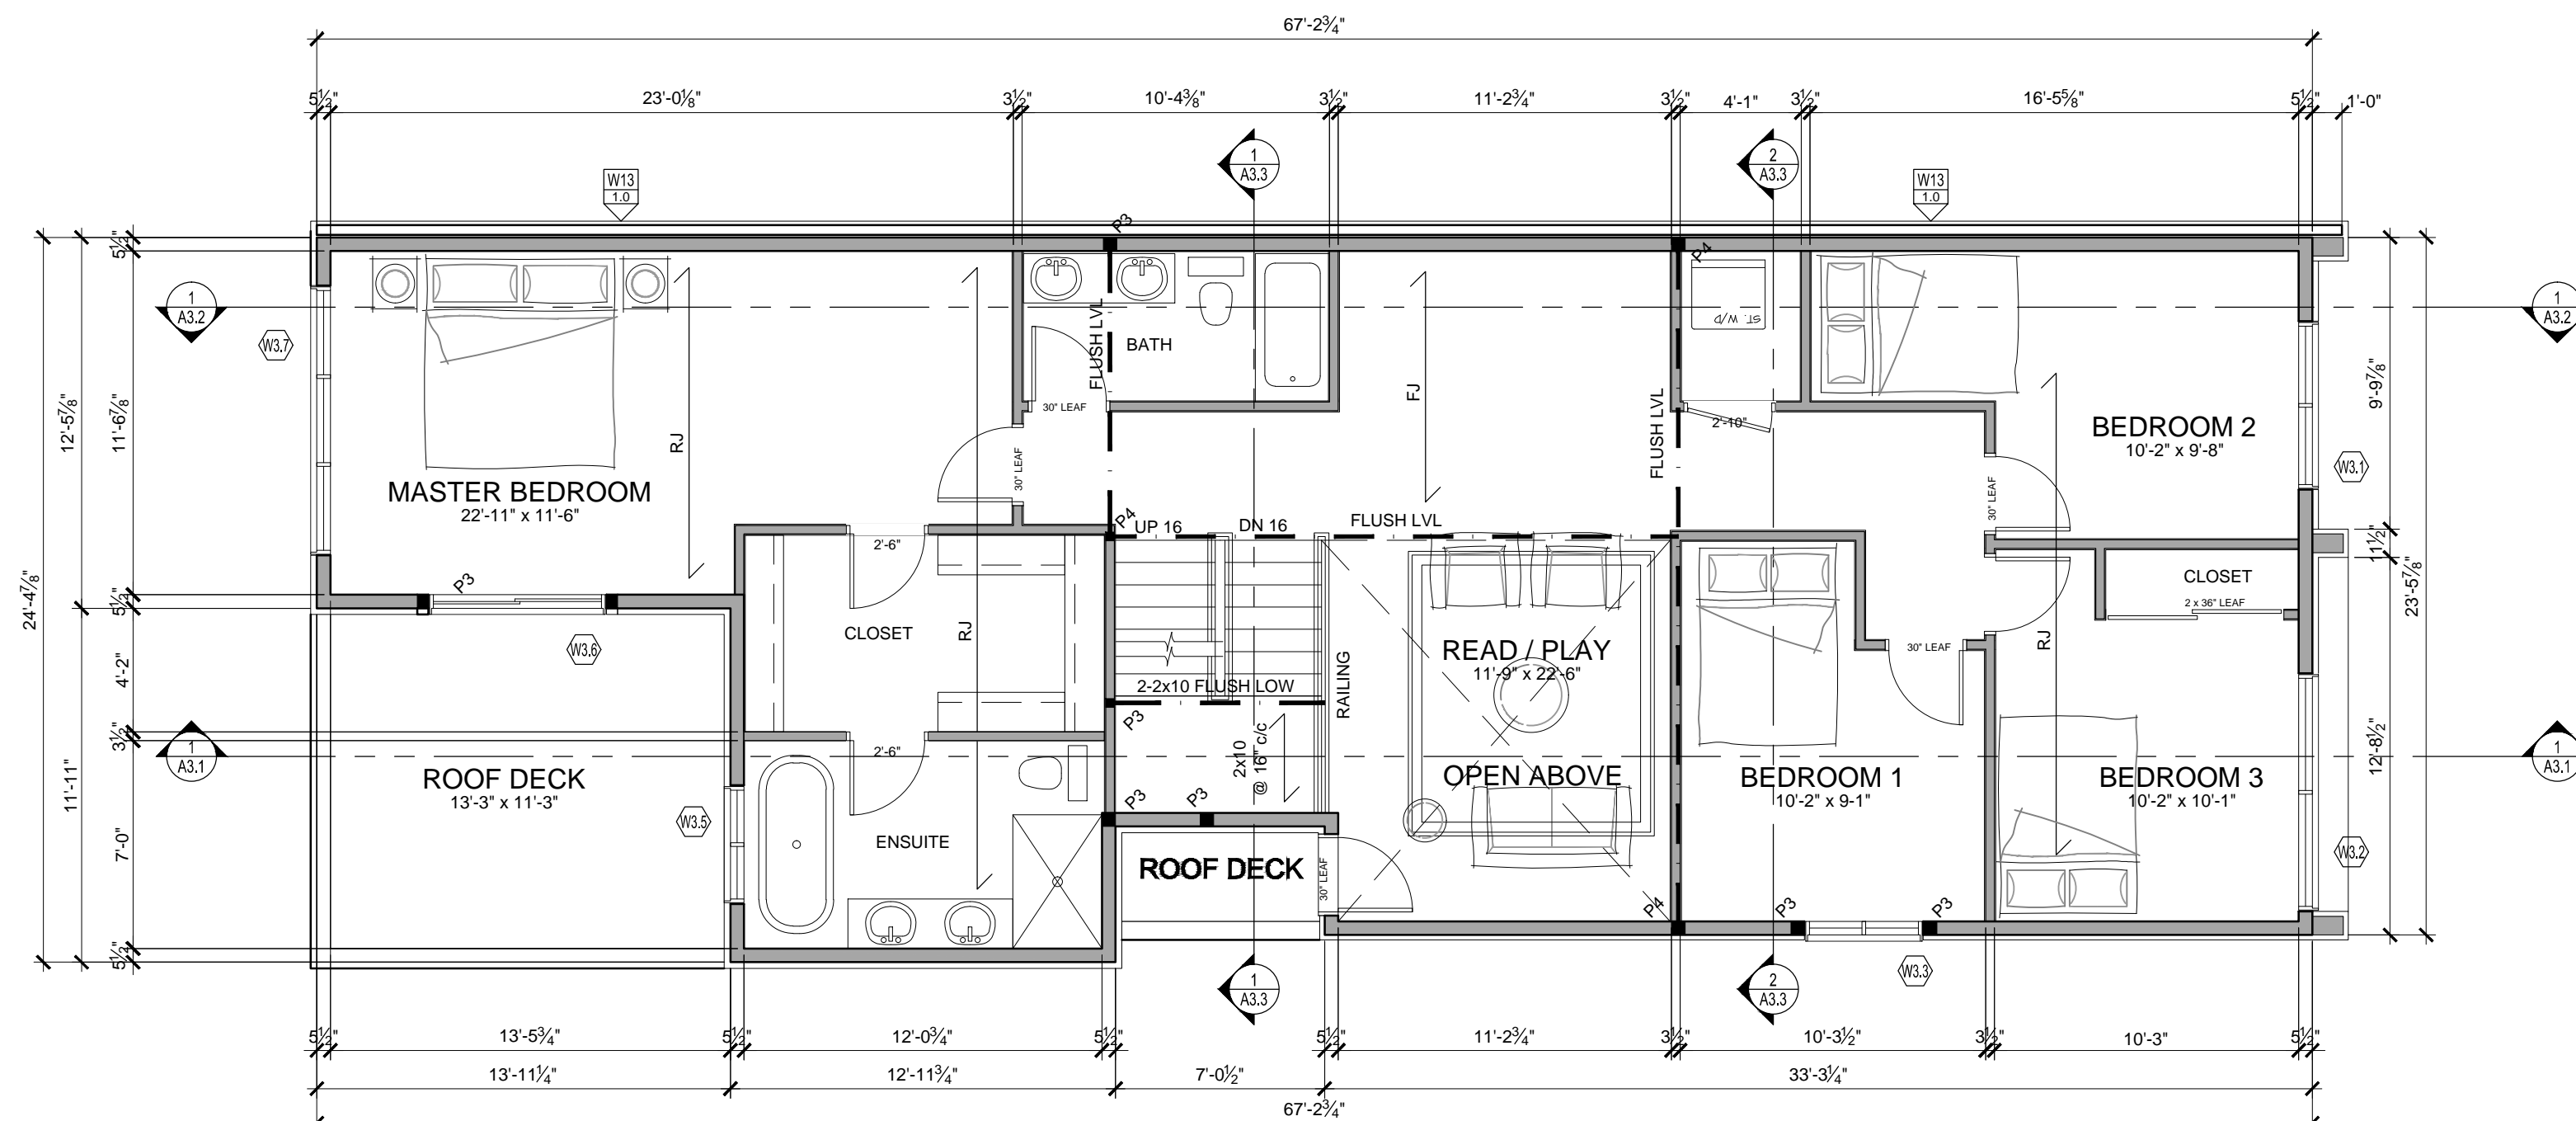 67'-2¾"
5½" 23'-0⅛" 3½" 10'-4⅜" 3½" 11'-2¾" 3½" 4'-1" 3½" 16'-5⅝" 5½" 1'-0"
1
A3.3
2
A3.3
W13
1.0
W13
1.0
P3
P4
1
A3.2
1
A3.2
W3.7
5½"
11'-6⅞"
12'-5⅞"
24'-4⅞"
5½"
4'-2"
3½"
11'-11"
7'-0"
5½"
MASTER BEDROOM
22'-11" x 11'-6"
RJ
FLUSH LVL
BATH
30" LEAF
30" LEAF
FJ
FLUSH LVL
ST. W/D
2'-10"
BEDROOM 2
10'-2" x 9'-8"
30" LEAF
W3.1
9'-9⅞"
11½"
23'-5⅞"
12'-8½"
P4
UP 16
DN 16
FLUSH LVL
2'-6"
P3
W3.6
CLOSET
RJ
READ / PLAY
11'-9" x 22'-6"
RAILING
2-2x10 FLUSH LOW
P3
2x10
@ 16" c/c
30" LEAF
CLOSET
2 x 36" LEAF
RJ
1
A3.1
1
A3.1
ROOF DECK
13'-3" x 11'-3"
W3.5
2'-6"
ENSUITE
P3
P3
ROOF DECK
30" LEAF
OPEN ABOVE
BEDROOM 1
10'-2" x 9-1"
BEDROOM 3
10'-2" x 10'-1"
W3.2
P4
P3
P3
W3.3
1
A3.3
2
A3.3
5½" 13'-5¾" 5½" 12'-0¾" 5½" 5½" 11'-2¾" 3½" 10'-3½" 3½" 10'-3" 5½"
13'-11¼" 12'-11¾" 7'-0½" 33'-3¼"
67'-2¾"